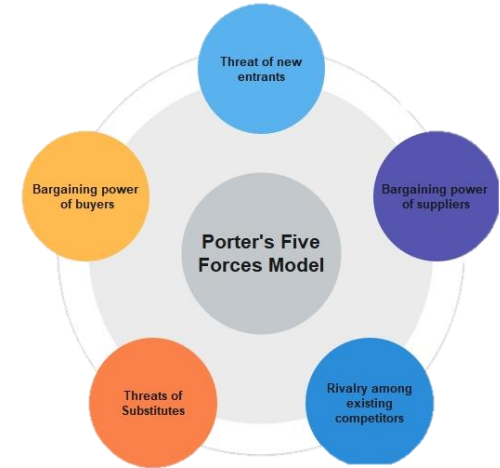 Threat of new
entrants
Bargaining power
of buyers
Bargaining power
of suppliers
Porter's Five
Forces Model
Threats of
Substitutes
Rivalry among
existing
competitors